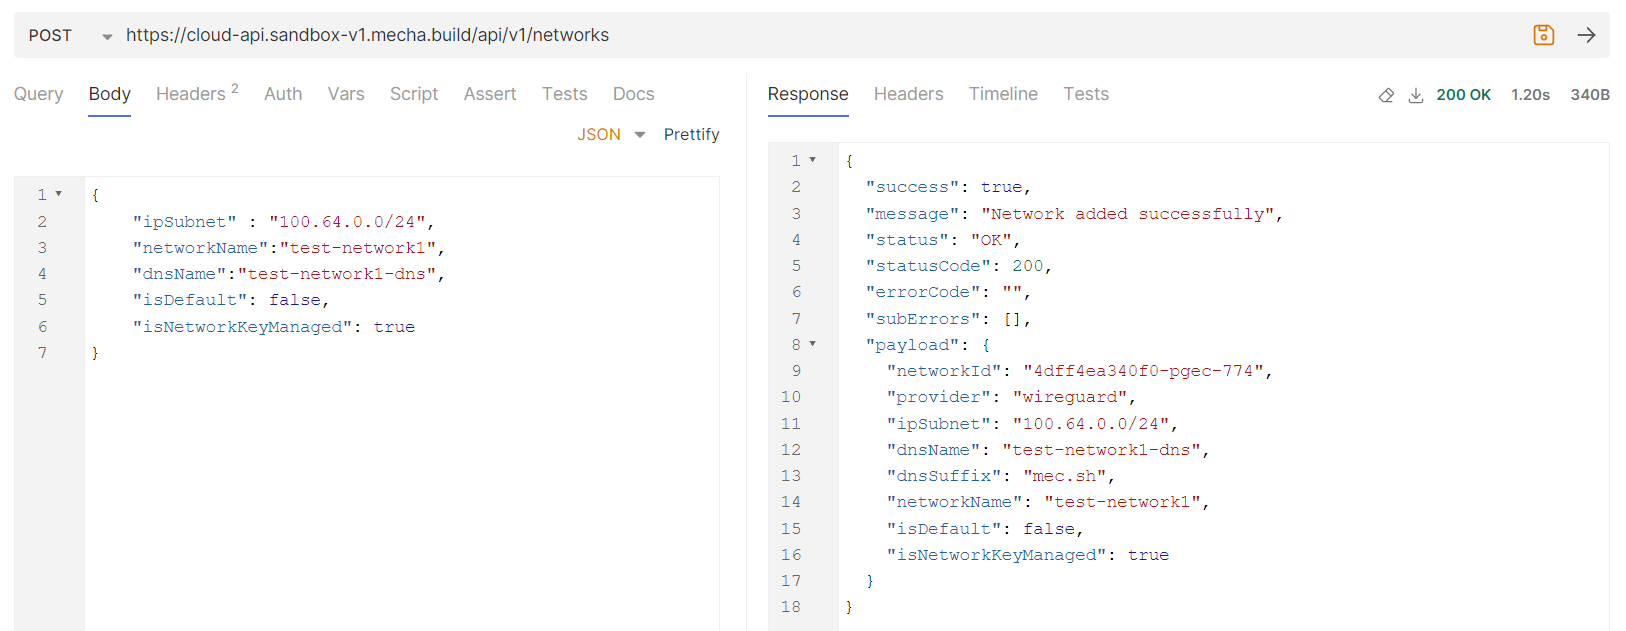 POST https://cloud-api.sandbox-v1.mecha.build/api/v1/networks
Query Body Headers 2 Auth Vars Script Assert Tests Docs
JSON Prettify
1 {
2 "ipSubnet" : "100.64.0.0/24",
3 "networkName":"test-network1",
4 "dnsName":"test-network1-dns",
5 "isDefault": false,
6 "isNetworkKeyManaged": true
7 }
Response Headers Timeline Tests 200 OK 1.20s 340B
1 {
2 "success": true,
3 "message": "Network added successfully",
4 "status": "OK",
5 "statusCode": 200,
6 "errorCode": "",
7 "subErrors": [],
8 "payload": {
9 "networkId": "4dff4ea340f0-pgec-774",
10 "provider": "wireguard",
11 "ipSubnet": "100.64.0.0/24",
12 "dnsName": "test-network1-dns",
13 "dnsSuffix": "mec.sh",
14 "networkName": "test-network1",
15 "isDefault": false,
16 "isNetworkKeyManaged": true
17 }
18 }